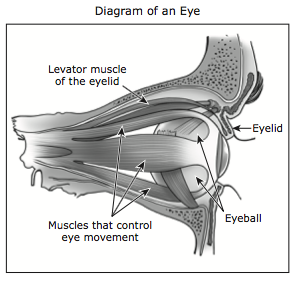 Diagram of an Eye
Levator muscle
of the eyelid
Eyelid
Eyeball
Muscles that control
eye movement